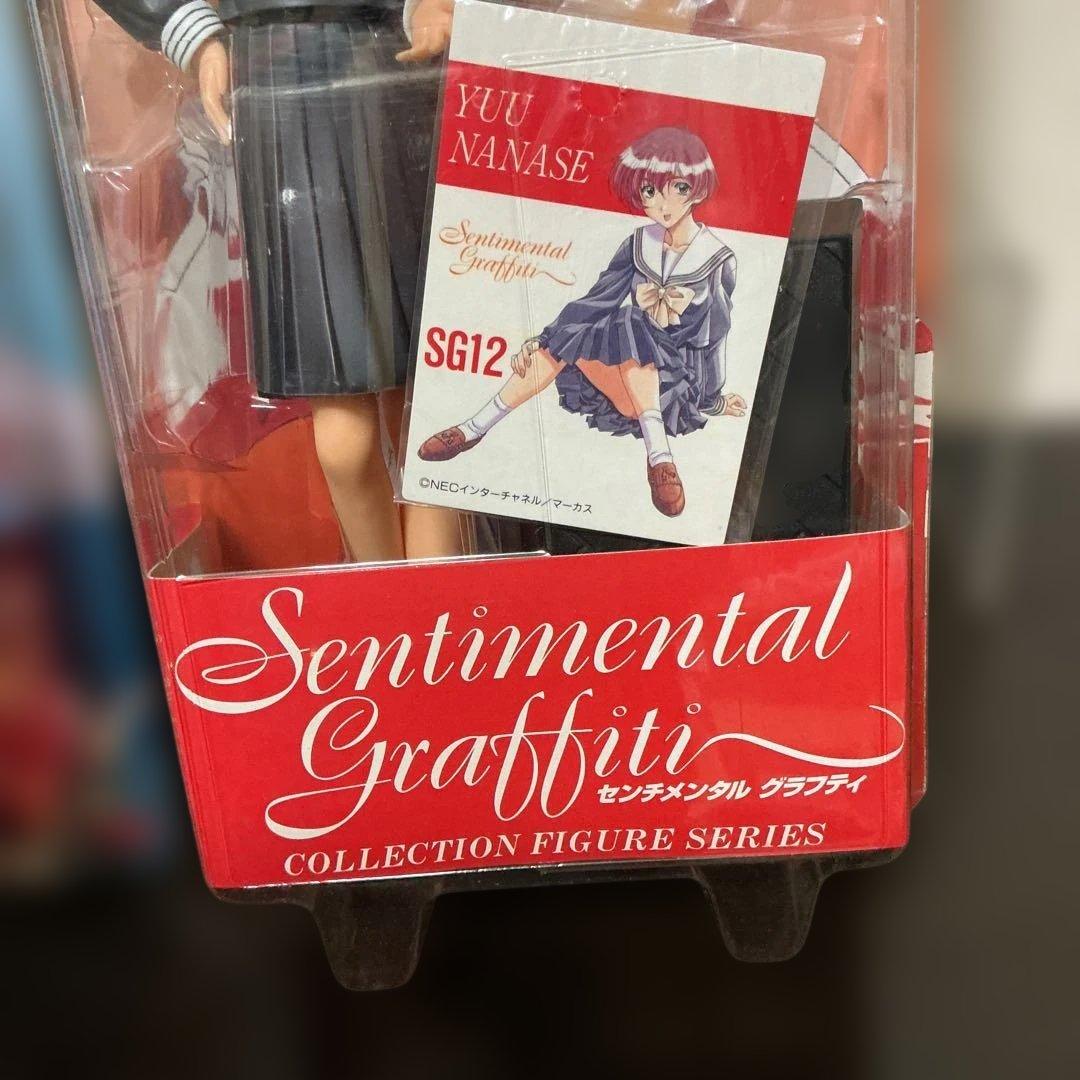 YUU
NANASE
Sentimental
Graffiti
SG12
©NECインターチャネル/マーカス
Sentimental
Graffiti
センチメンタル グラフティ
COLLECTION FIGURE SERIES